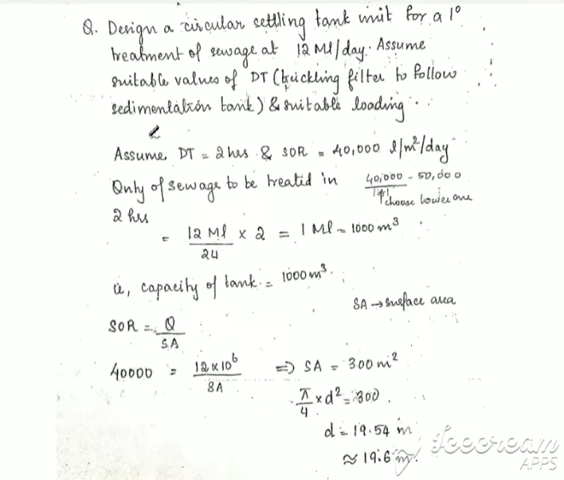 Q. Design a circular settling tank unit for a 1°
treatment of sewage at 12 Ml/day. Assume
suitable values of DT (trickling filter to follow
sedimentation tank) & suitable loading.
Assume DT = 2 hrs & SOR = 40,000 l/m²/day
40,000 - 50,000
↑ choose lower one
Qnty of sewage to be treated in
2 hrs
= 12 Ml/24 × 2 = 1 Ml = 1000 m³
ie, capacity of tank = 1000 m³.
SA → surface area
SOR = Q/SA
40000 = 12×10⁶/SA ⇒ SA = 300 m²
π/4 × d² = 300.
d = 19.54 m
≈ 19.6 m.
Icecream
APPS